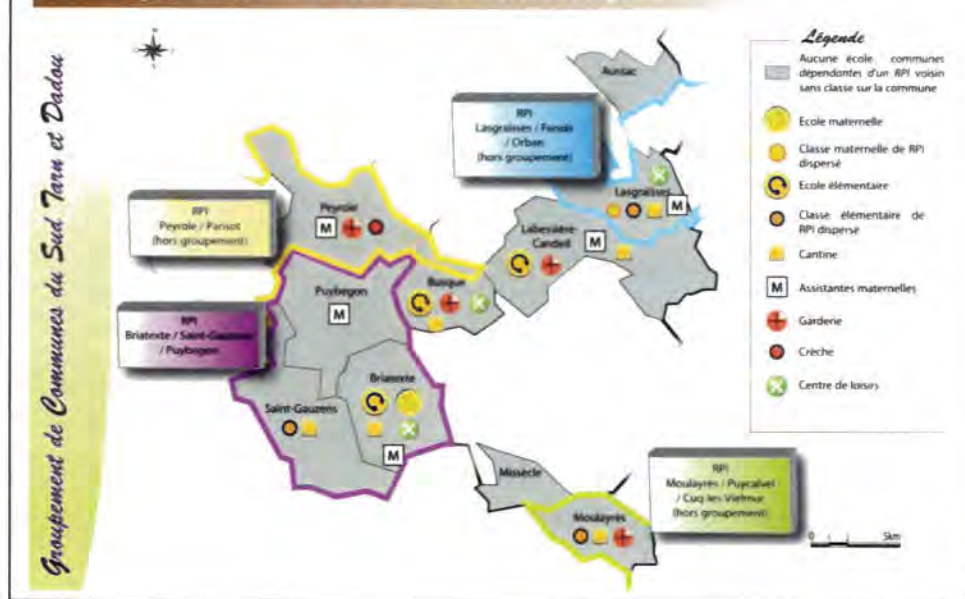 Groupement de Communes du Sud Tarn et Dadou
Légende
Aucune école communes
dépendantes d'un RPI voisin
sans classe sur la commune
Ecole maternelle
Classe maternelle de RPI
dispersé
Ecole élémentaire
Classe élémentaire de
RPI dispersé
Cantine
M Assistantes maternelles
Garderie
Crèche
Centre de loisirs
Aussac
RPI
Lasgraisses / Fenols
/ Orban
(hors groupement)
Lasgraisses
M
RPI
Peyrole / Parisot
(hors groupement)
Peyrole
M
Labessière-
Candeil
M
Puybegon
M
Busque
RPI
Briatexte / Saint-Gauzens
/ Puybegon
Briatexte
M
Saint-Gauzens
Missècle
Moulayrès
RPI
Moulayrès / Puycalvel
/ Cuq les Vielmur
(hors groupement)
0 5km